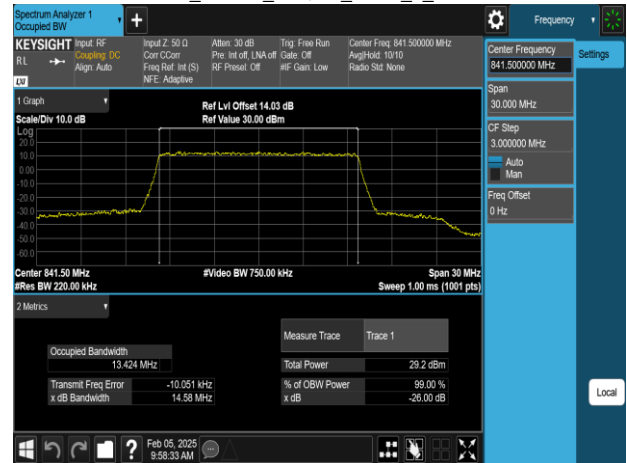 Spectrum Analyzer 1
Occupied BW
Frequency
KEYSIGHT
Input: RF
Input Z: 50 Ω
Atten: 30 dB
Trig: Free Run
Center Freq: 841.500000 MHz
RL
Coupling: DC
Corr CCorr
Pre: Int off, LNA off
Gate: Off
Avg|Hold: 10/10
Align: Auto
Freq Ref: Int (S)
RF Presel: Off
#IF Gain: Low
Radio Std: None
NFE: Adaptive
LXI
Center Frequency
841.500000 MHz
Settings
Span
30.000 MHz
CF Step
3.000000 MHz
Auto
Man
Freq Offset
0 Hz
Local
1 Graph
Ref Lvl Offset 14.03 dB
Scale/Div 10.0 dB
Ref Value 30.00 dBm
Log
20.0
10.0
0.00
-10.0
-20.0
-30.0
-40.0
-50.0
-60.0
Center 841.50 MHz
#Video BW 750.00 kHz
Span 30 MHz
#Res BW 220.00 kHz
Sweep 1.00 ms (1001 pts)
2 Metrics
Measure Trace
Trace 1
Occupied Bandwidth
13.424 MHz
Total Power
29.2 dBm
Transmit Freq Error
-10.051 kHz
% of OBW Power
99.00 %
x dB Bandwidth
14.58 MHz
x dB
-26.00 dB
Feb 05, 2025
9:58:33 AM